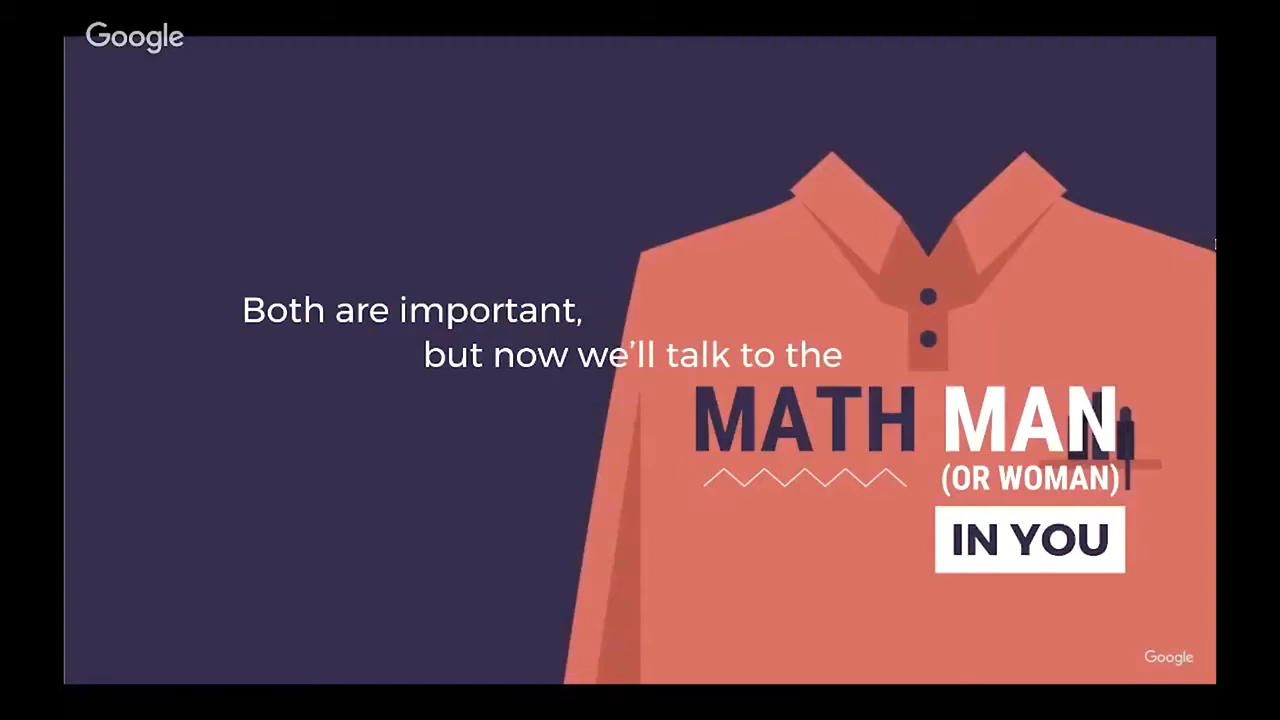 Google
Both are important,
but now we'll talk to the
MATH MAN
(OR WOMAN)
IN YOU
Google